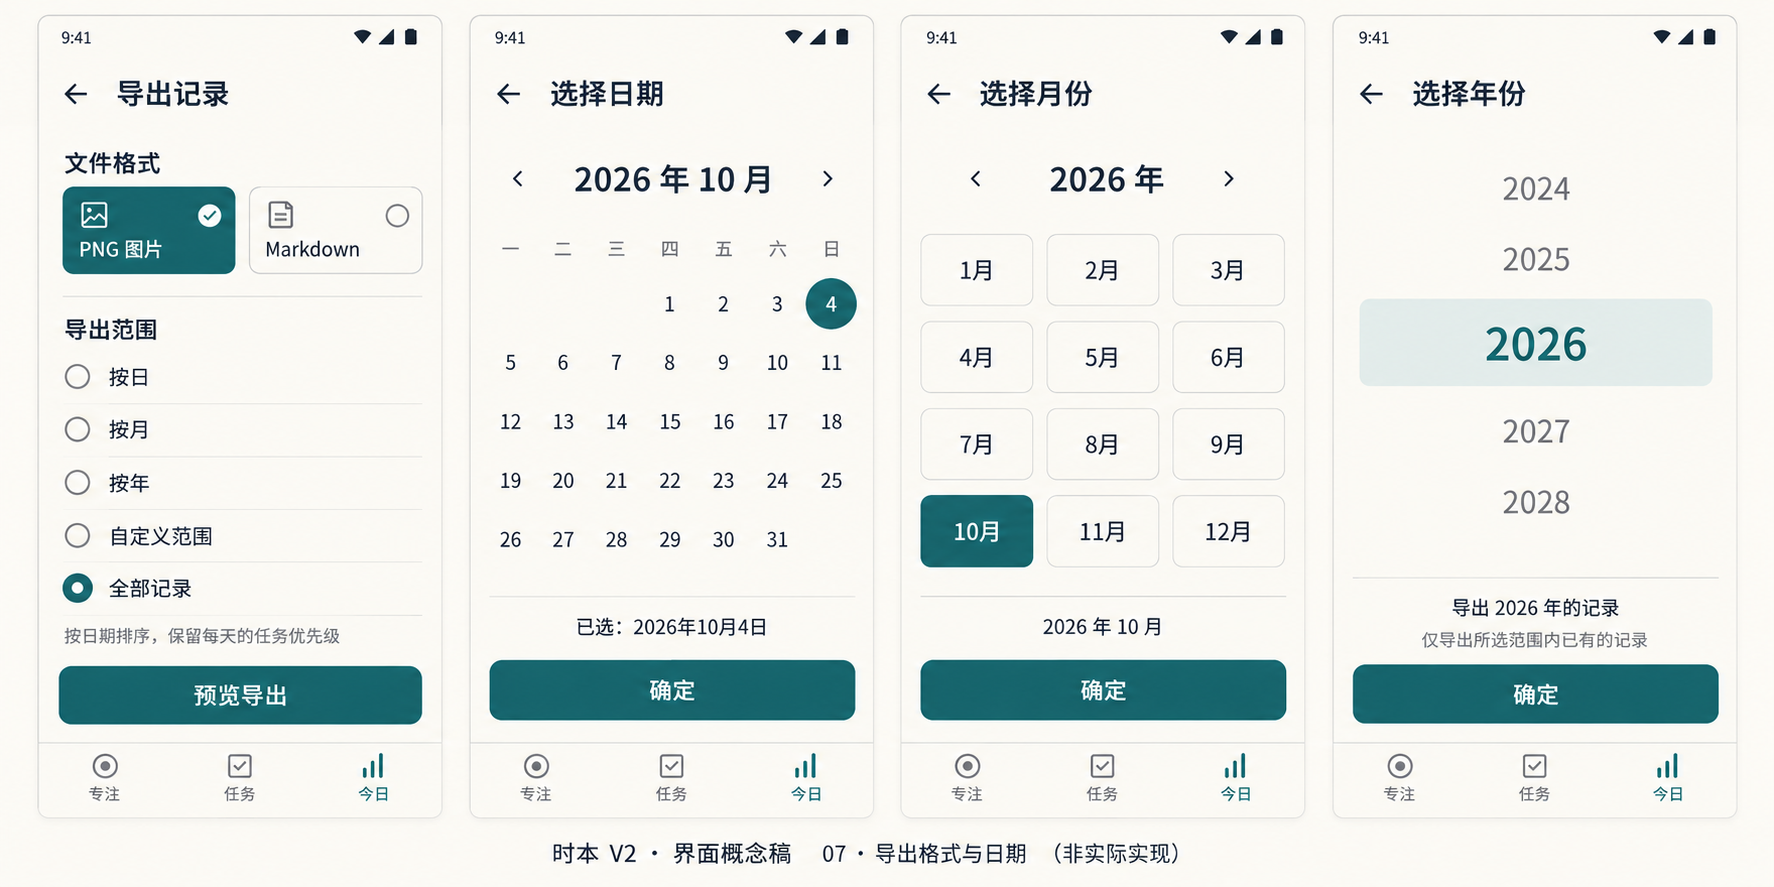 9:41
导出记录
文件格式
PNG 图片
Markdown
导出范围
按日
按月
按年
自定义范围
全部记录
按日期排序，保留每天的任务优先级
预览导出
专注 任务 今日
9:41
选择日期
2026 年 10 月
一 二 三 四 五 六 日
1 2 3 4
5 6 7 8 9 10 11
12 13 14 15 16 17 18
19 20 21 22 23 24 25
26 27 28 29 30 31
已选：2026年10月4日
确定
专注 任务 今日
9:41
选择月份
2026 年
1月 2月 3月
4月 5月 6月
7月 8月 9月
10月 11月 12月
2026 年 10 月
确定
专注 任务 今日
9:41
选择年份
2024
2025
2026
2027
2028
导出 2026 年的记录
仅导出所选范围内已有的记录
确定
专注 任务 今日
时本 V2 · 界面概念稿 07 · 导出格式与日期 （非实际实现）